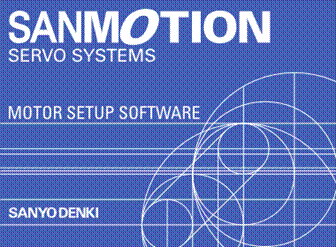 SANMOTION
SERVO SYSTEMS
MOTOR SETUP SOFTWARE
SANYO DENKI